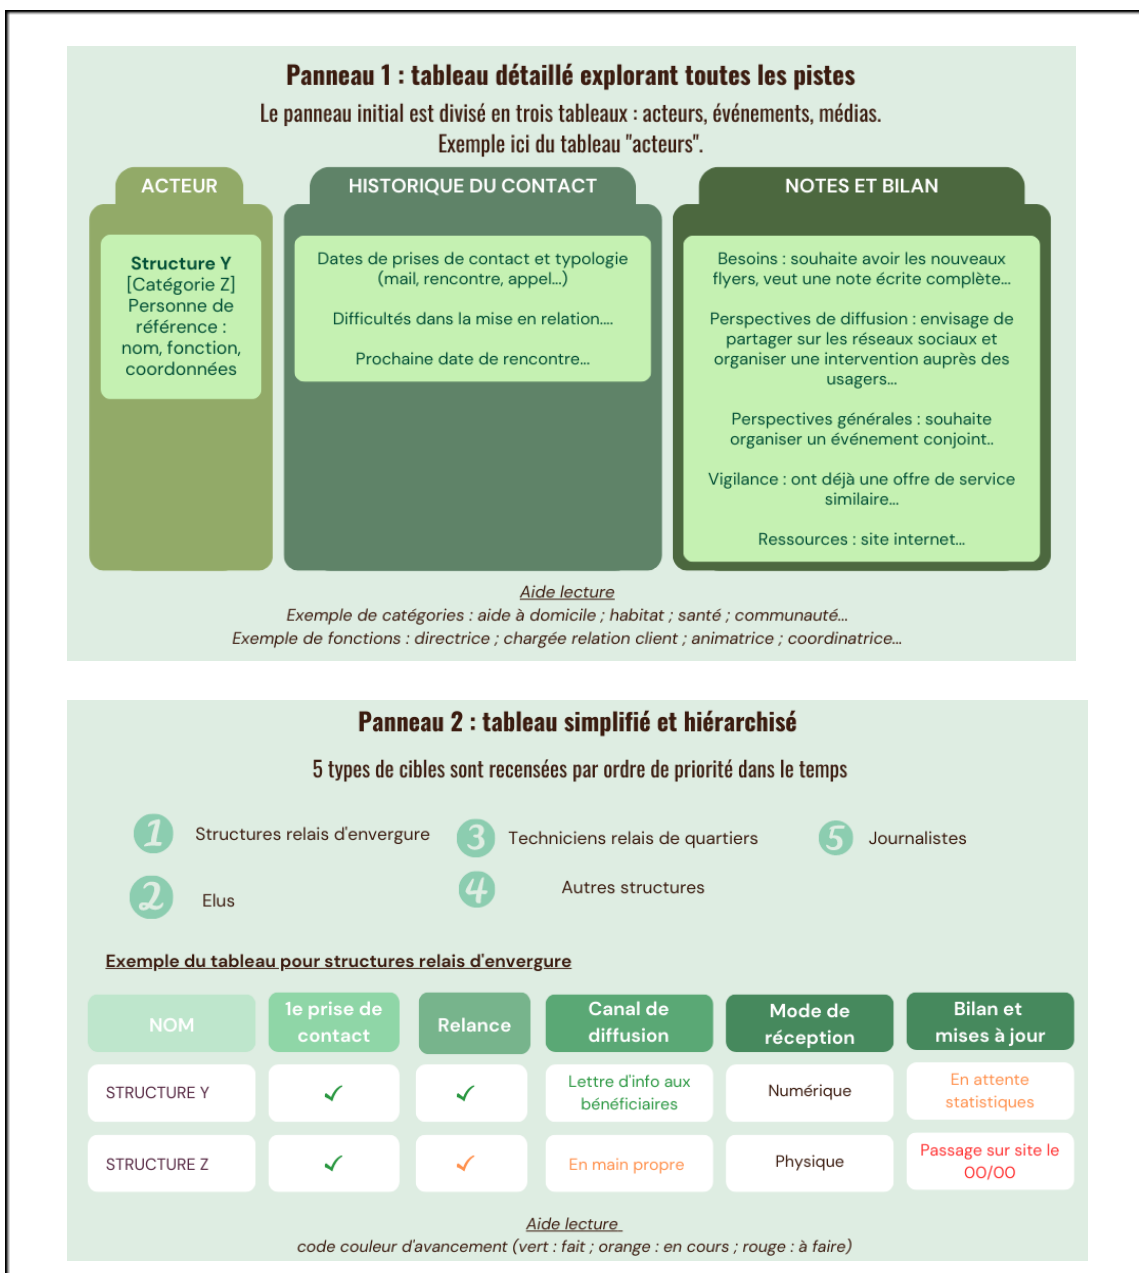 Panneau 1 : tableau détaillé explorant toutes les pistes
Le panneau initial est divisé en trois tableaux : acteurs, événements, médias.
Exemple ici du tableau "acteurs".
ACTEUR
Structure Y
[Catégorie Z]
Personne de
référence :
nom, fonction,
coordonnées
HISTORIQUE DU CONTACT
Dates de prises de contact et typologie
(mail, rencontre, appel...)
Difficultés dans la mise en relation....
Prochaine date de rencontre...
NOTES ET BILAN
Besoins : souhaite avoir les nouveaux
flyers, veut une note écrite complète...
Perspectives de diffusion : envisage de
partager sur les réseaux sociaux et
organiser une intervention auprès des
usagers...
Perspectives générales : souhaite
organiser un événement conjoint..
Vigilance : ont déjà une offre de service
similaire...
Ressources : site internet...
Aide lecture
Exemple de catégories : aide à domicile ; habitat ; santé ; communauté...
Exemple de fonctions : directrice ; chargée relation client ; animatrice ; coordinatrice...
Panneau 2 : tableau simplifié et hiérarchisé
5 types de cibles sont recensées par ordre de priorité dans le temps
1 Structures relais d'envergure
2 Elus
3 Techniciens relais de quartiers
4 Autres structures
5 Journalistes
Exemple du tableau pour structures relais d'envergure
NOM
1e prise de
contact
Relance
Canal de
diffusion
Mode de
réception
Bilan et
mises à jour
STRUCTURE Y
✓
✓
Lettre d'info aux
bénéficiaires
Numérique
En attente
statistiques
STRUCTURE Z
✓
✓
En main propre
Physique
Passage sur site le
00/00
Aide lecture
code couleur d'avancement (vert : fait ; orange : en cours ; rouge : à faire)